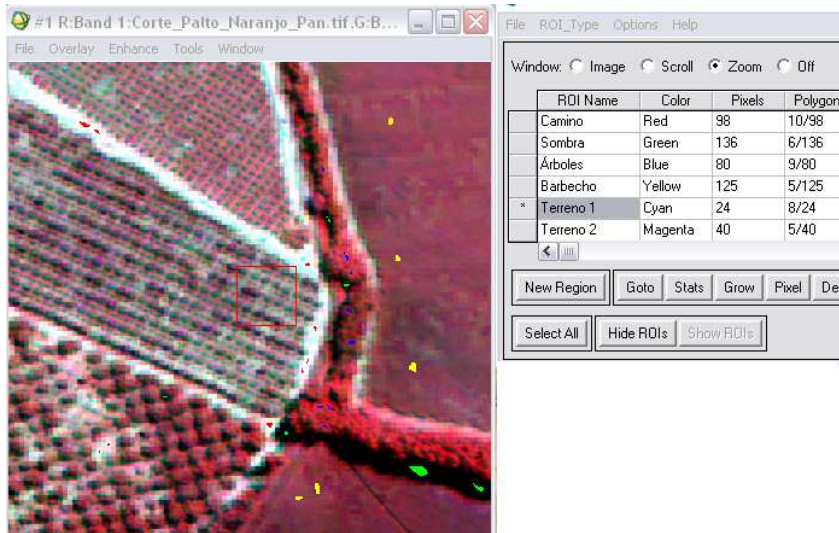 #1 R:Band 1:Corte_Palto_Naranjo_Pan.tif,G:B...
File Overlay Enhance Tools Window
File ROI_Type Options Help
Window: Image Scroll Zoom Off
ROI Name Color Pixels Polygon
Camino Red 98 10/98
Sombra Green 136 6/136
Árboles Blue 80 9/80
Barbecho Yellow 125 5/125
* Terreno 1 Cyan 24 8/24
Terreno 2 Magenta 40 5/40
New Region Goto Stats Grow Pixel De
Select All Hide ROIs Show ROIs